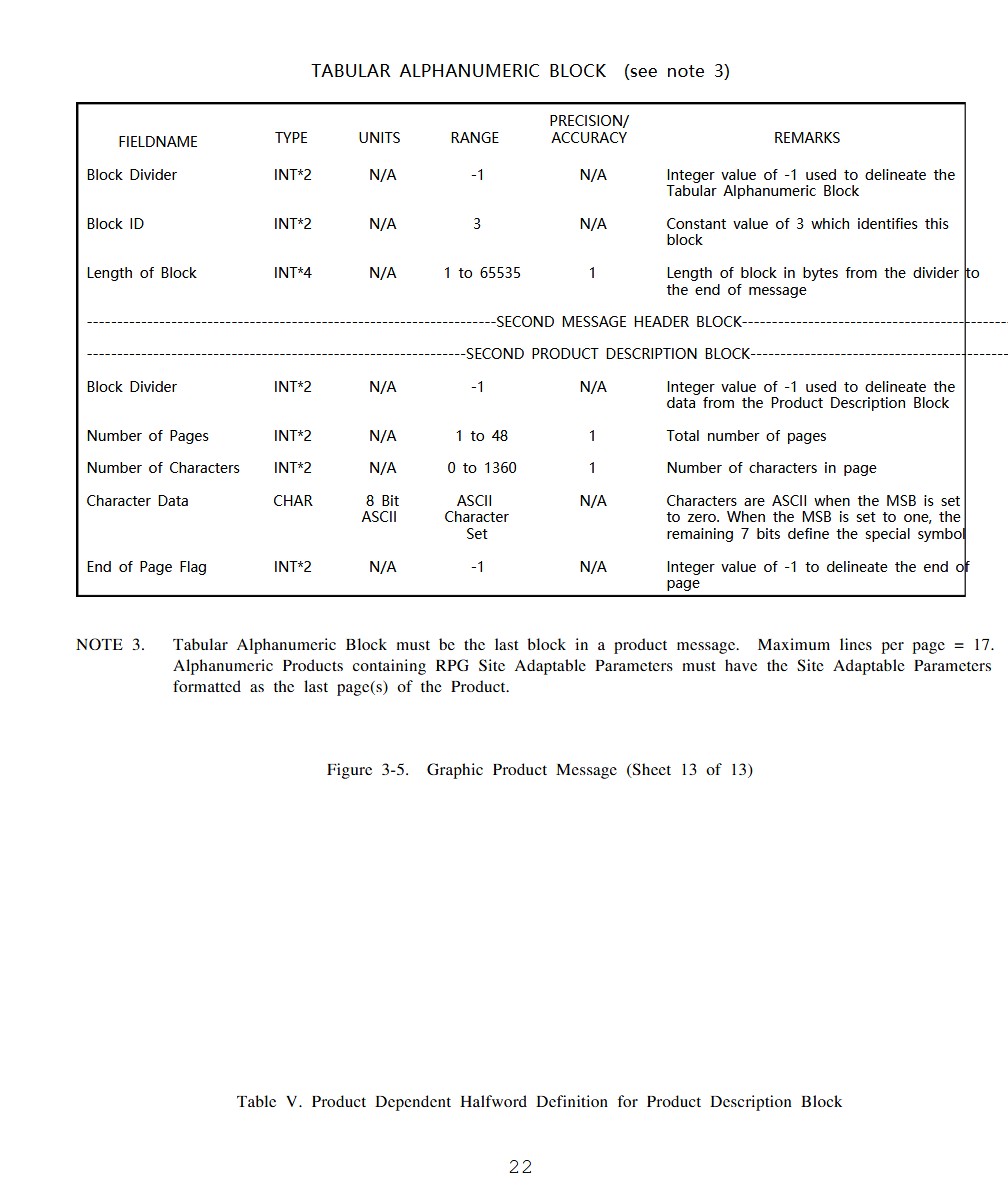 TABULAR ALPHANUMERIC BLOCK (see note 3)
FIELDNAME TYPE UNITS RANGE PRECISION/ ACCURACY REMARKS
Block Divider INT*2 N/A -1 N/A Integer value of -1 used to delineate the
Tabular Alphanumeric Block
Block ID INT*2 N/A 3 N/A Constant value of 3 which identifies this
block
Length of Block INT*4 N/A 1 to 65535 1 Length of block in bytes from the divider to
the end of message
----------------------------------------------------------------------SECOND MESSAGE HEADER BLOCK---------------------------------------------
----------------------------------------------------------------SECOND PRODUCT DESCRIPTION BLOCK--------------------------------------------
Block Divider INT*2 N/A -1 N/A Integer value of -1 used to delineate the
data from the Product Description Block
Number of Pages INT*2 N/A 1 to 48 1 Total number of pages
Number of Characters INT*2 N/A 0 to 1360 1 Number of characters in page
Character Data CHAR 8 Bit ASCII N/A Characters are ASCII when the MSB is set
ASCII Character to zero. When the MSB is set to one, the
Set remaining 7 bits define the special symbol
End of Page Flag INT*2 N/A -1 N/A Integer value of -1 to delineate the end of
page
NOTE 3. Tabular Alphanumeric Block must be the last block in a product message. Maximum lines per page = 17.
Alphanumeric Products containing RPG Site Adaptable Parameters must have the Site Adaptable Parameters
formatted as the last page(s) of the Product.
Figure 3-5. Graphic Product Message (Sheet 13 of 13)
Table V. Product Dependent Halfword Definition for Product Description Block
22